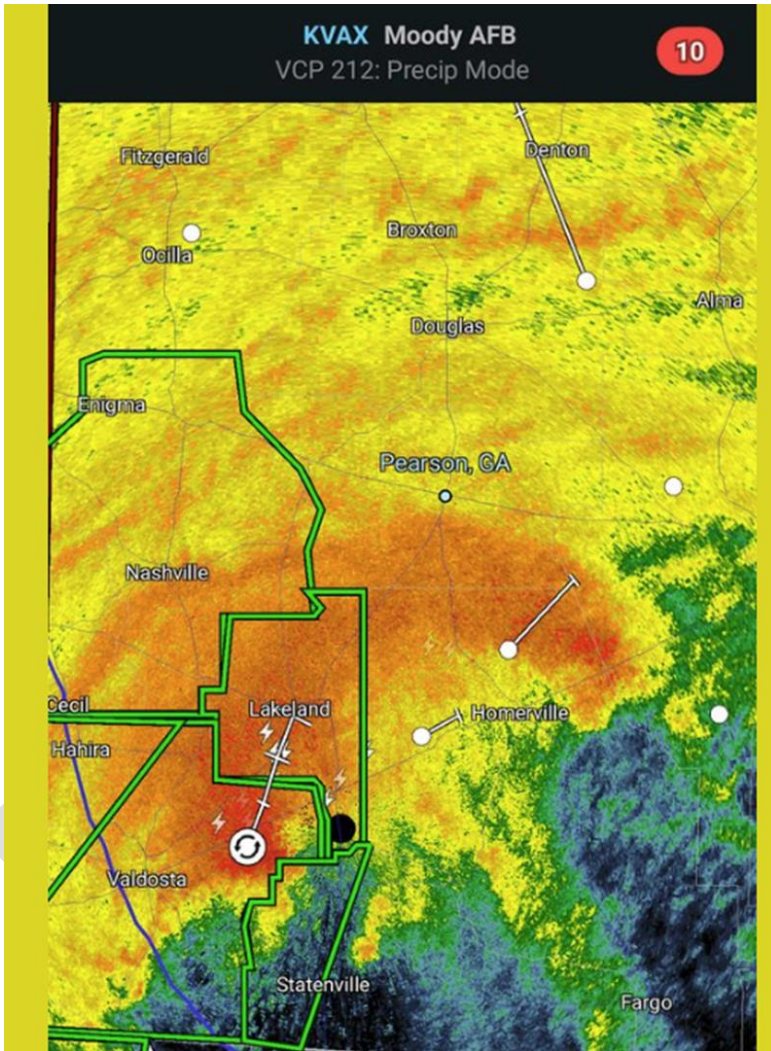 KVAX Moody AFB
VCP 212: Precip Mode
10
Fitzgerald
Denton
Broxton
Ocilla
Alma
Douglas
Enigma
Pearson, GA
Nashville
Cecil
Lakeland
Homerville
Hahira
Valdosta
Statenville
Fargo